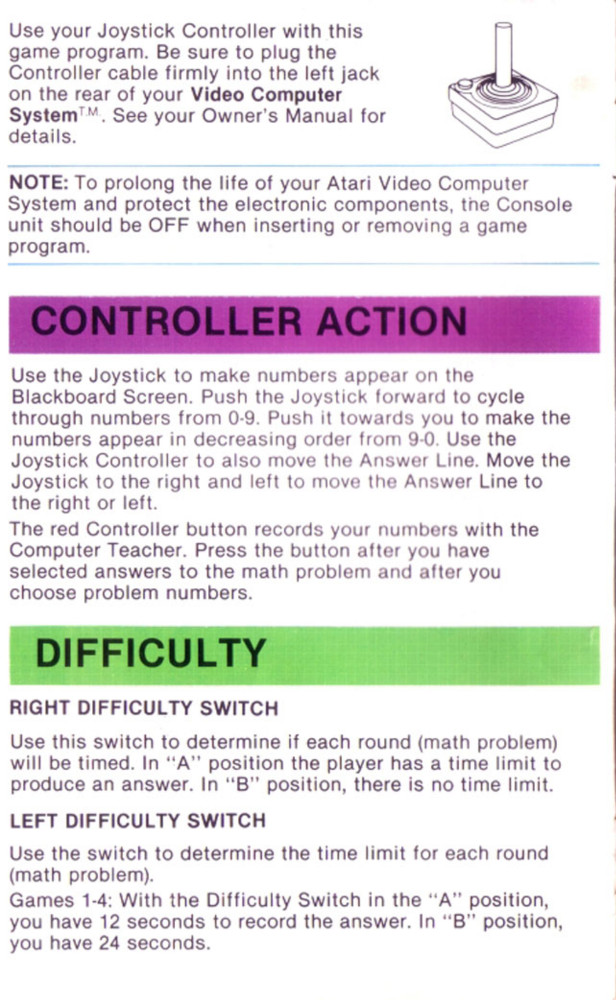 Use your Joystick Controller with this
game program. Be sure to plug the
Controller cable firmly into the left jack
on the rear of your Video Computer
System™. See your Owner's Manual for
details.
NOTE: To prolong the life of your Atari Video Computer
System and protect the electronic components, the Console
unit should be OFF when inserting or removing a game
program.
CONTROLLER ACTION
Use the Joystick to make numbers appear on the
Blackboard Screen. Push the Joystick forward to cycle
through numbers from 0-9. Push it towards you to make the
numbers appear in decreasing order from 9-0. Use the
Joystick Controller to also move the Answer Line. Move the
Joystick to the right and left to move the Answer Line to
the right or left.
The red Controller button records your numbers with the
Computer Teacher. Press the button after you have
selected answers to the math problem and after you
choose problem numbers.
DIFFICULTY
RIGHT DIFFICULTY SWITCH
Use this switch to determine if each round (math problem)
will be timed. In "A" position the player has a time limit to
produce an answer. In "B" position, there is no time limit.
LEFT DIFFICULTY SWITCH
Use the switch to determine the time limit for each round
(math problem).
Games 1-4: With the Difficulty Switch in the "A" position,
you have 12 seconds to record the answer. In "B" position,
you have 24 seconds.